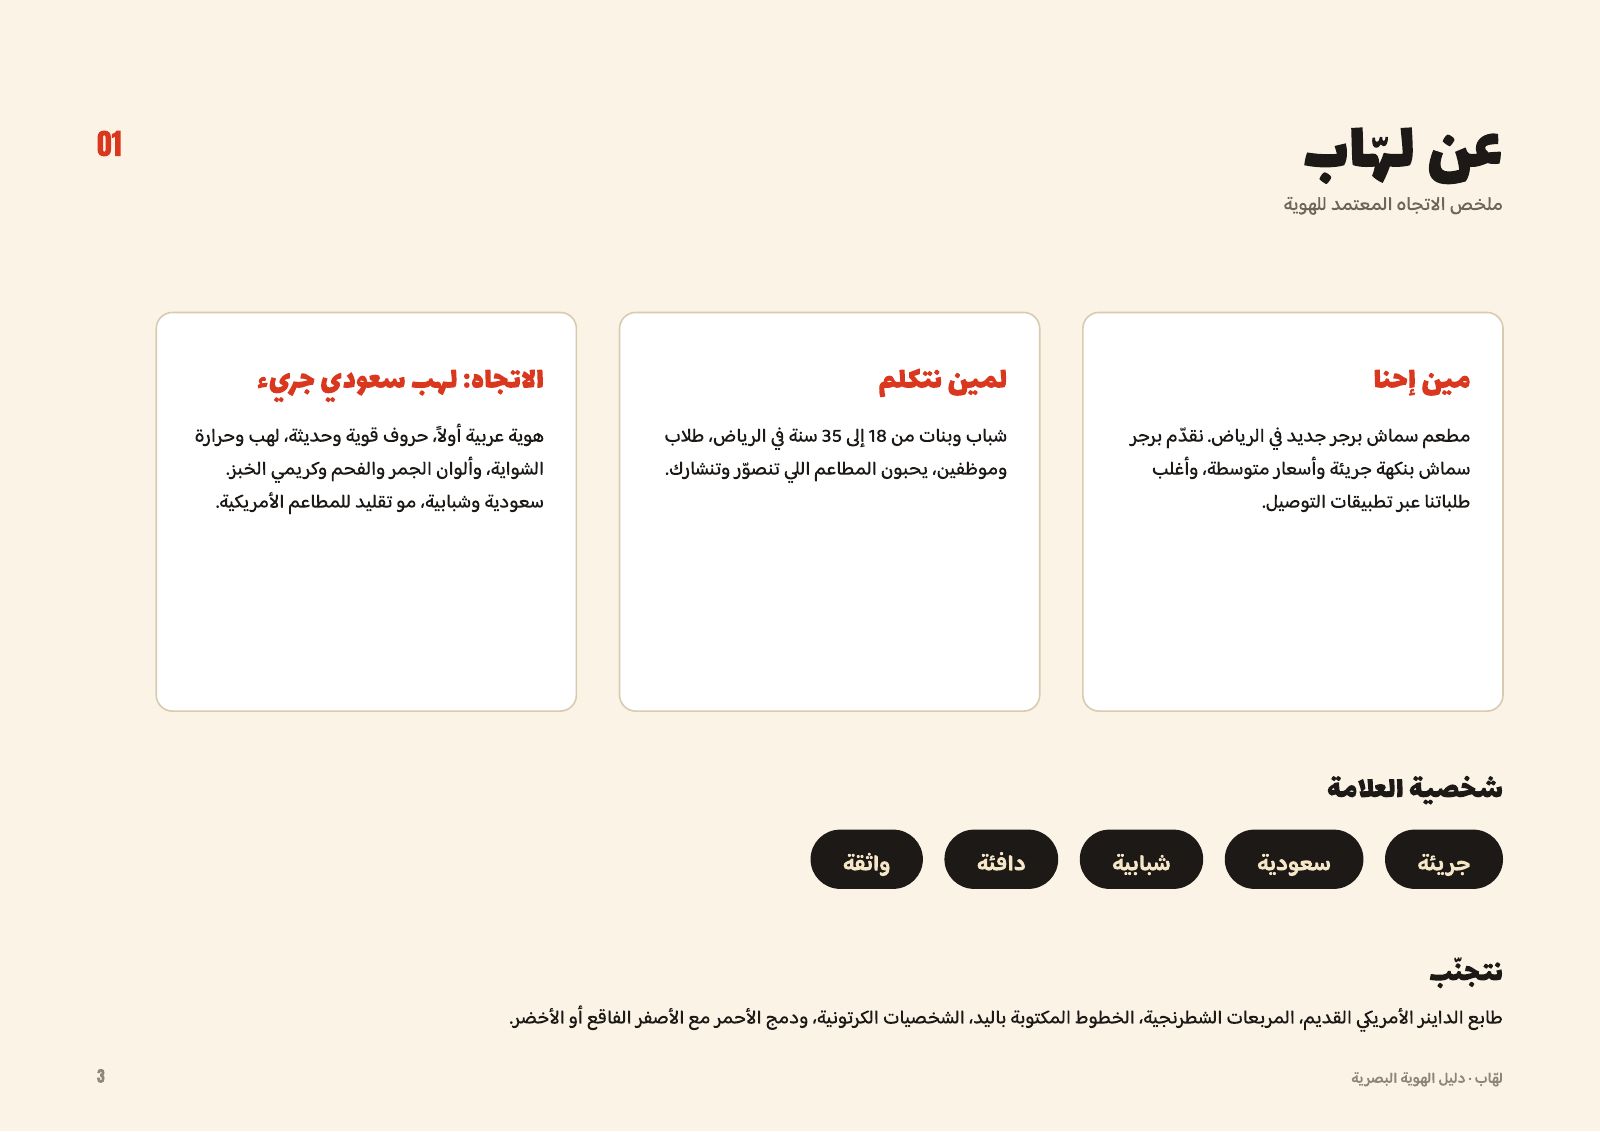 عن لهّاب
01
ملخص الاتجاه المعتمد للهوية
مين إحنا
مطعم سماش برجر جديد في الرياض. نقدّم برجر
سماش بنكهة جريئة وأسعار متوسطة، وأغلب
طلباتنا عبر تطبيقات التوصيل.
لمين نتكلم
شباب وبنات من 18 إلى 35 سنة في الرياض، طلاب
وموظفين، يحبون المطاعم اللي تنصوّر وتنشارك.
الاتجاه: لهب سعودي جريء
هوية عربية أولاً، حروف قوية وحديثة، لهب وحرارة
الشواية، وألوان الجمر والفحم وكريمي الخبز.
سعودية وشبابية، مو تقليد للمطاعم الأمريكية.
شخصية العلامة
جريئة
سعودية
شبابية
دافئة
واثقة
نتجنّب
طابع الداينر الأمريكي القديم، المربعات الشطرنجية، الخطوط المكتوبة باليد، الشخصيات الكرتونية، ودمج الأحمر مع الأصفر الفاقع أو الأخضر.
لهّاب · دليل الهوية البصرية
3